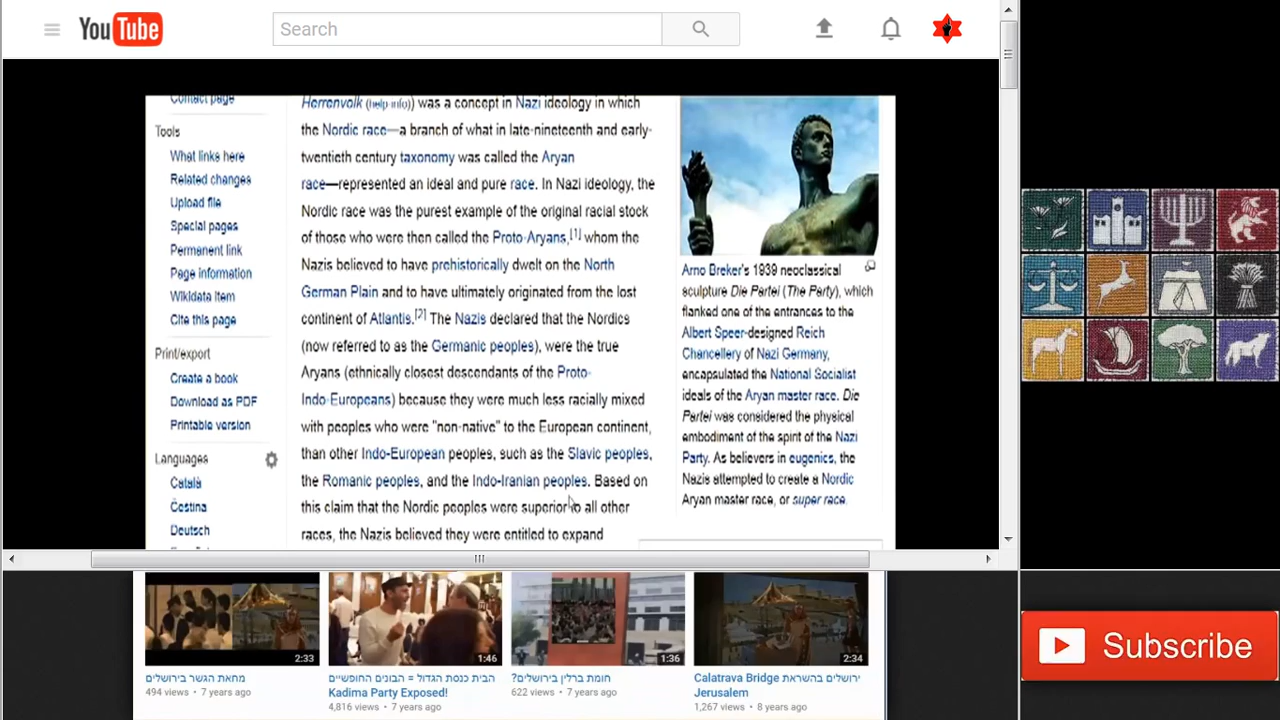 YouTube
Search
Contact page
Tools
What links here
Related changes
Upload file
Special pages
Permanent link
Page information
Wikidata item
Cite this page
Print/export
Create a book
Download as PDF
Printable version
Languages
Català
Čeština
Deutsch
Herrenvolk (help·info)) was a concept in Nazi ideology in which
the Nordic race—a branch of what in late-nineteenth and early-
twentieth century taxonomy was called the Aryan
race—represented an ideal and pure race. In Nazi ideology, the
Nordic race was the purest example of the original racial stock
of those who were then called the Proto-Aryans,[1] whom the
Nazis believed to have prehistorically dwelt on the North
German Plain and to have ultimately originated from the lost
continent of Atlantis.[2] The Nazis declared that the Nordics
(now referred to as the Germanic peoples), were the true
Aryans (ethnically closest descendants of the Proto-
Indo-Europeans) because they were much less racially mixed
with peoples who were "non-native" to the European continent,
than other Indo-European peoples, such as the Slavic peoples,
the Romanic peoples, and the Indo-Iranian peoples. Based on
this claim that the Nordic peoples were superior to all other
races, the Nazis believed they were entitled to expand
Arno Breker's 1939 neoclassical
sculpture Die Partei (The Party), which
flanked one of the entrances to the
Albert Speer-designed Reich
Chancellery of Nazi Germany,
encapsulated the National Socialist
ideals of the Aryan master race. Die
Partei was considered the physical
embodiment of the spirit of the Nazi
Party. As believers in eugenics, the
Nazis attempted to create a Nordic
Aryan master race, or super race.
2:33
1:46
1:36
2:34
מחאת הגשר בירושלים
494 views • 7 years ago
הבית כנסת הגדול = הבונים החופשיים
Kadima Party Exposed!
4,816 views • 7 years ago
חומת ברלין בירושלים?
622 views • 7 years ago
Calatrava Bridge בהשראת ירושלים
Jerusalem
1,267 views • 8 years ago
Subscribe